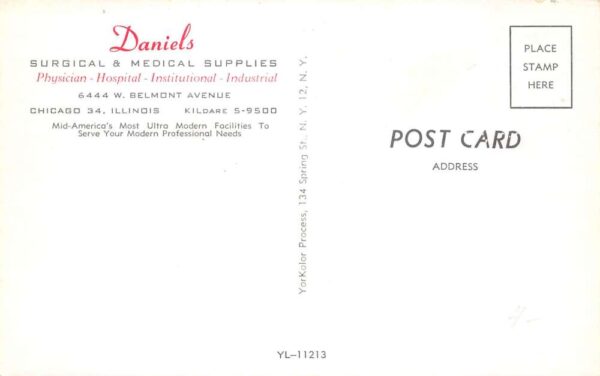 Daniels
SURGICAL & MEDICAL SUPPLIES
Physician - Hospital - Institutional - Industrial
6444 W. BELMONT AVENUE
CHICAGO 34, ILLINOIS KILDARE 5-9500
Mid-America's Most Ultra Modern Facilities To
Serve Your Modern Professional Needs
YorKolor Process, 134 Spring St., N. Y. 12, N. Y.
PLACE
STAMP
HERE
POST CARD
ADDRESS
YL-11213